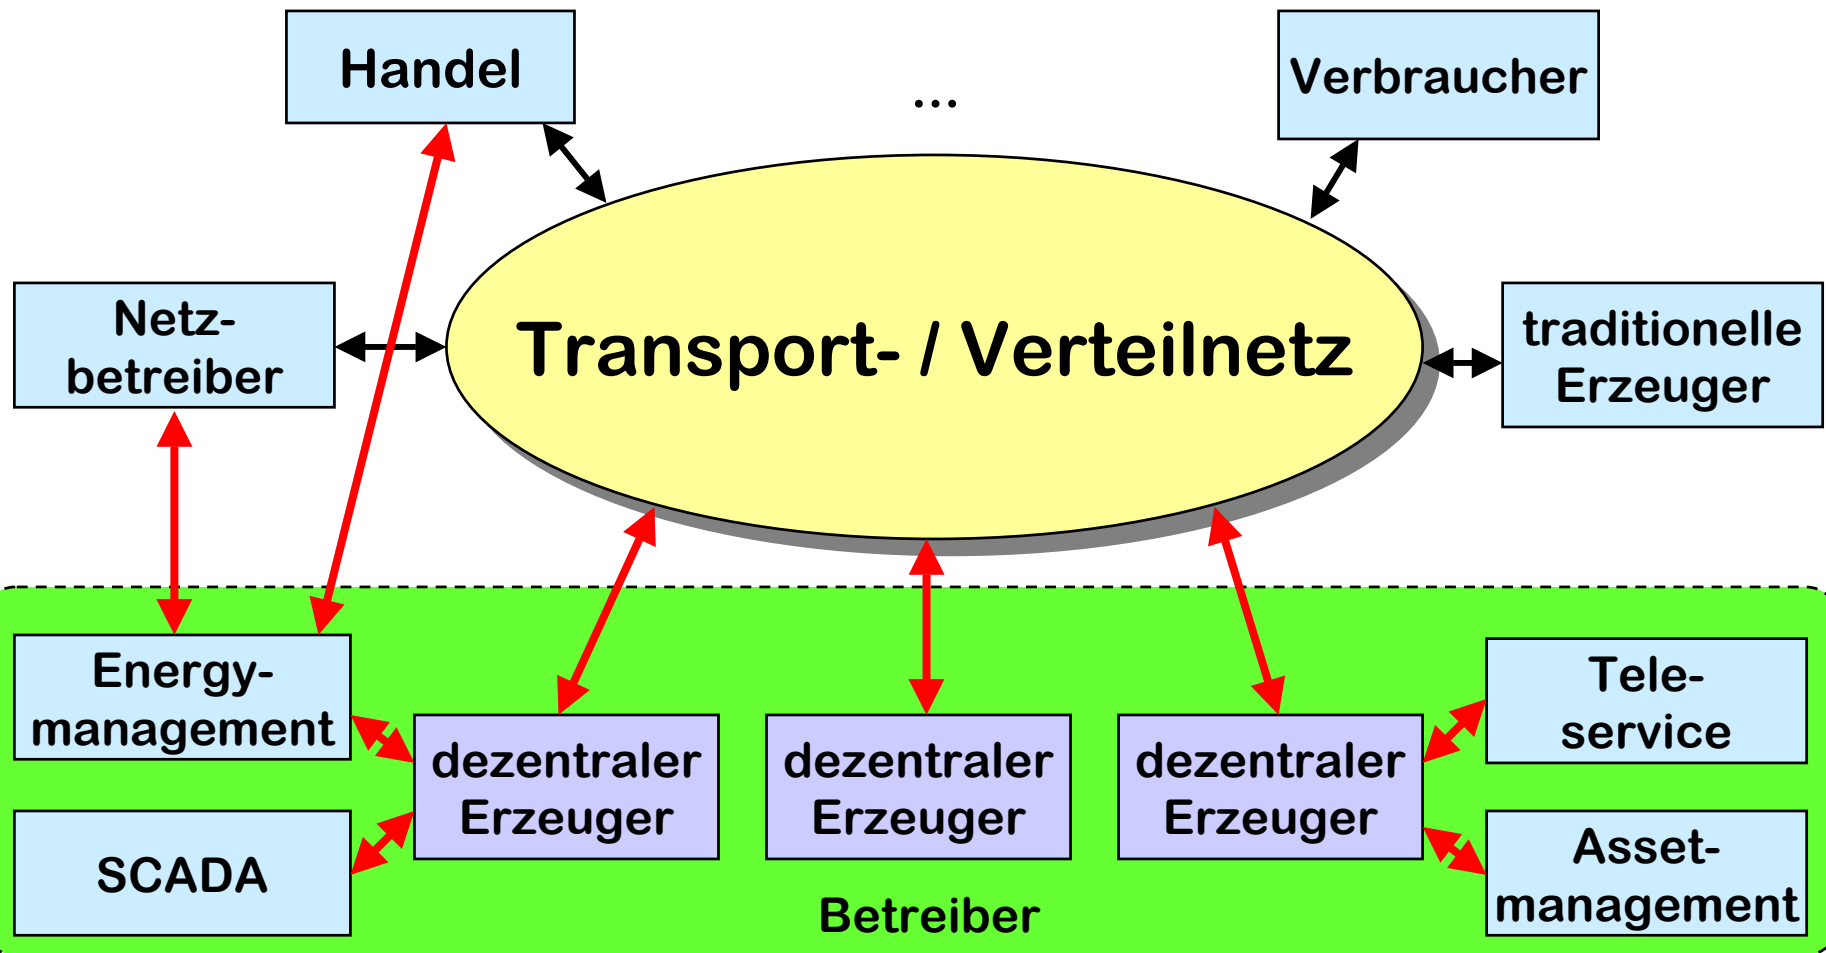 Handel
...
Verbraucher
Netz-
betreiber
Transport- / Verteilnetz
traditionelle
Erzeuger
Energy-
management
SCADA
dezentraler
Erzeuger
dezentraler
Erzeuger
dezentraler
Erzeuger
Tele-
service
Asset-
management
Betreiber